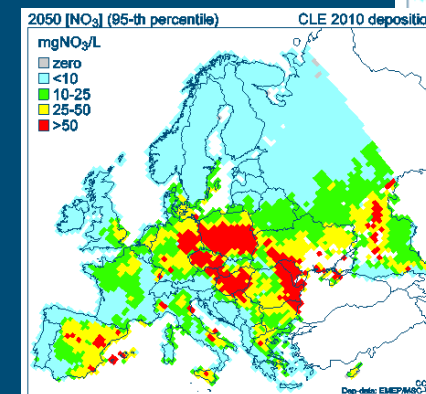 2050 [NO₃] (95-th percentile) CLE 2010 deposition
mgNO₃/L
zero
<10
10-25
25-50
>50
Dep-data: EMEP/MSC